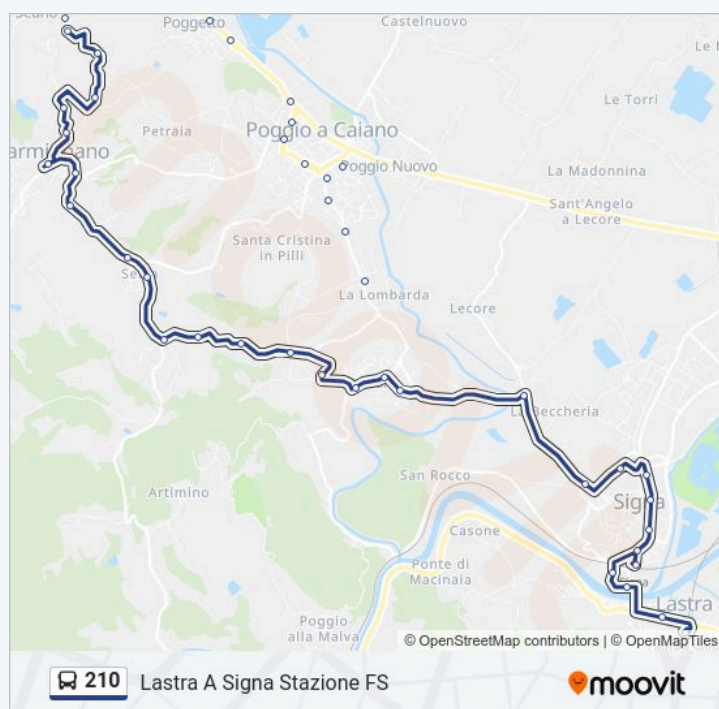 Seano
Poggetto
Castelnuovo
Le Torri
Petraia
Poggio a Caiano
armignano
Poggio Nuovo
La Madonnina
Sant'Angelo
a Lecore
Santa Cristina
in Pilli
La Lombarda
Lecore
La Beccheria
San Rocco
Signa
Artimino
Casone
Ponte di
Macinaia
Signa
Lastra
Poggio
alla Malva
© OpenStreetMap contributors | © OpenMapTiles
210 Lastra A Signa Stazione FS
moovit